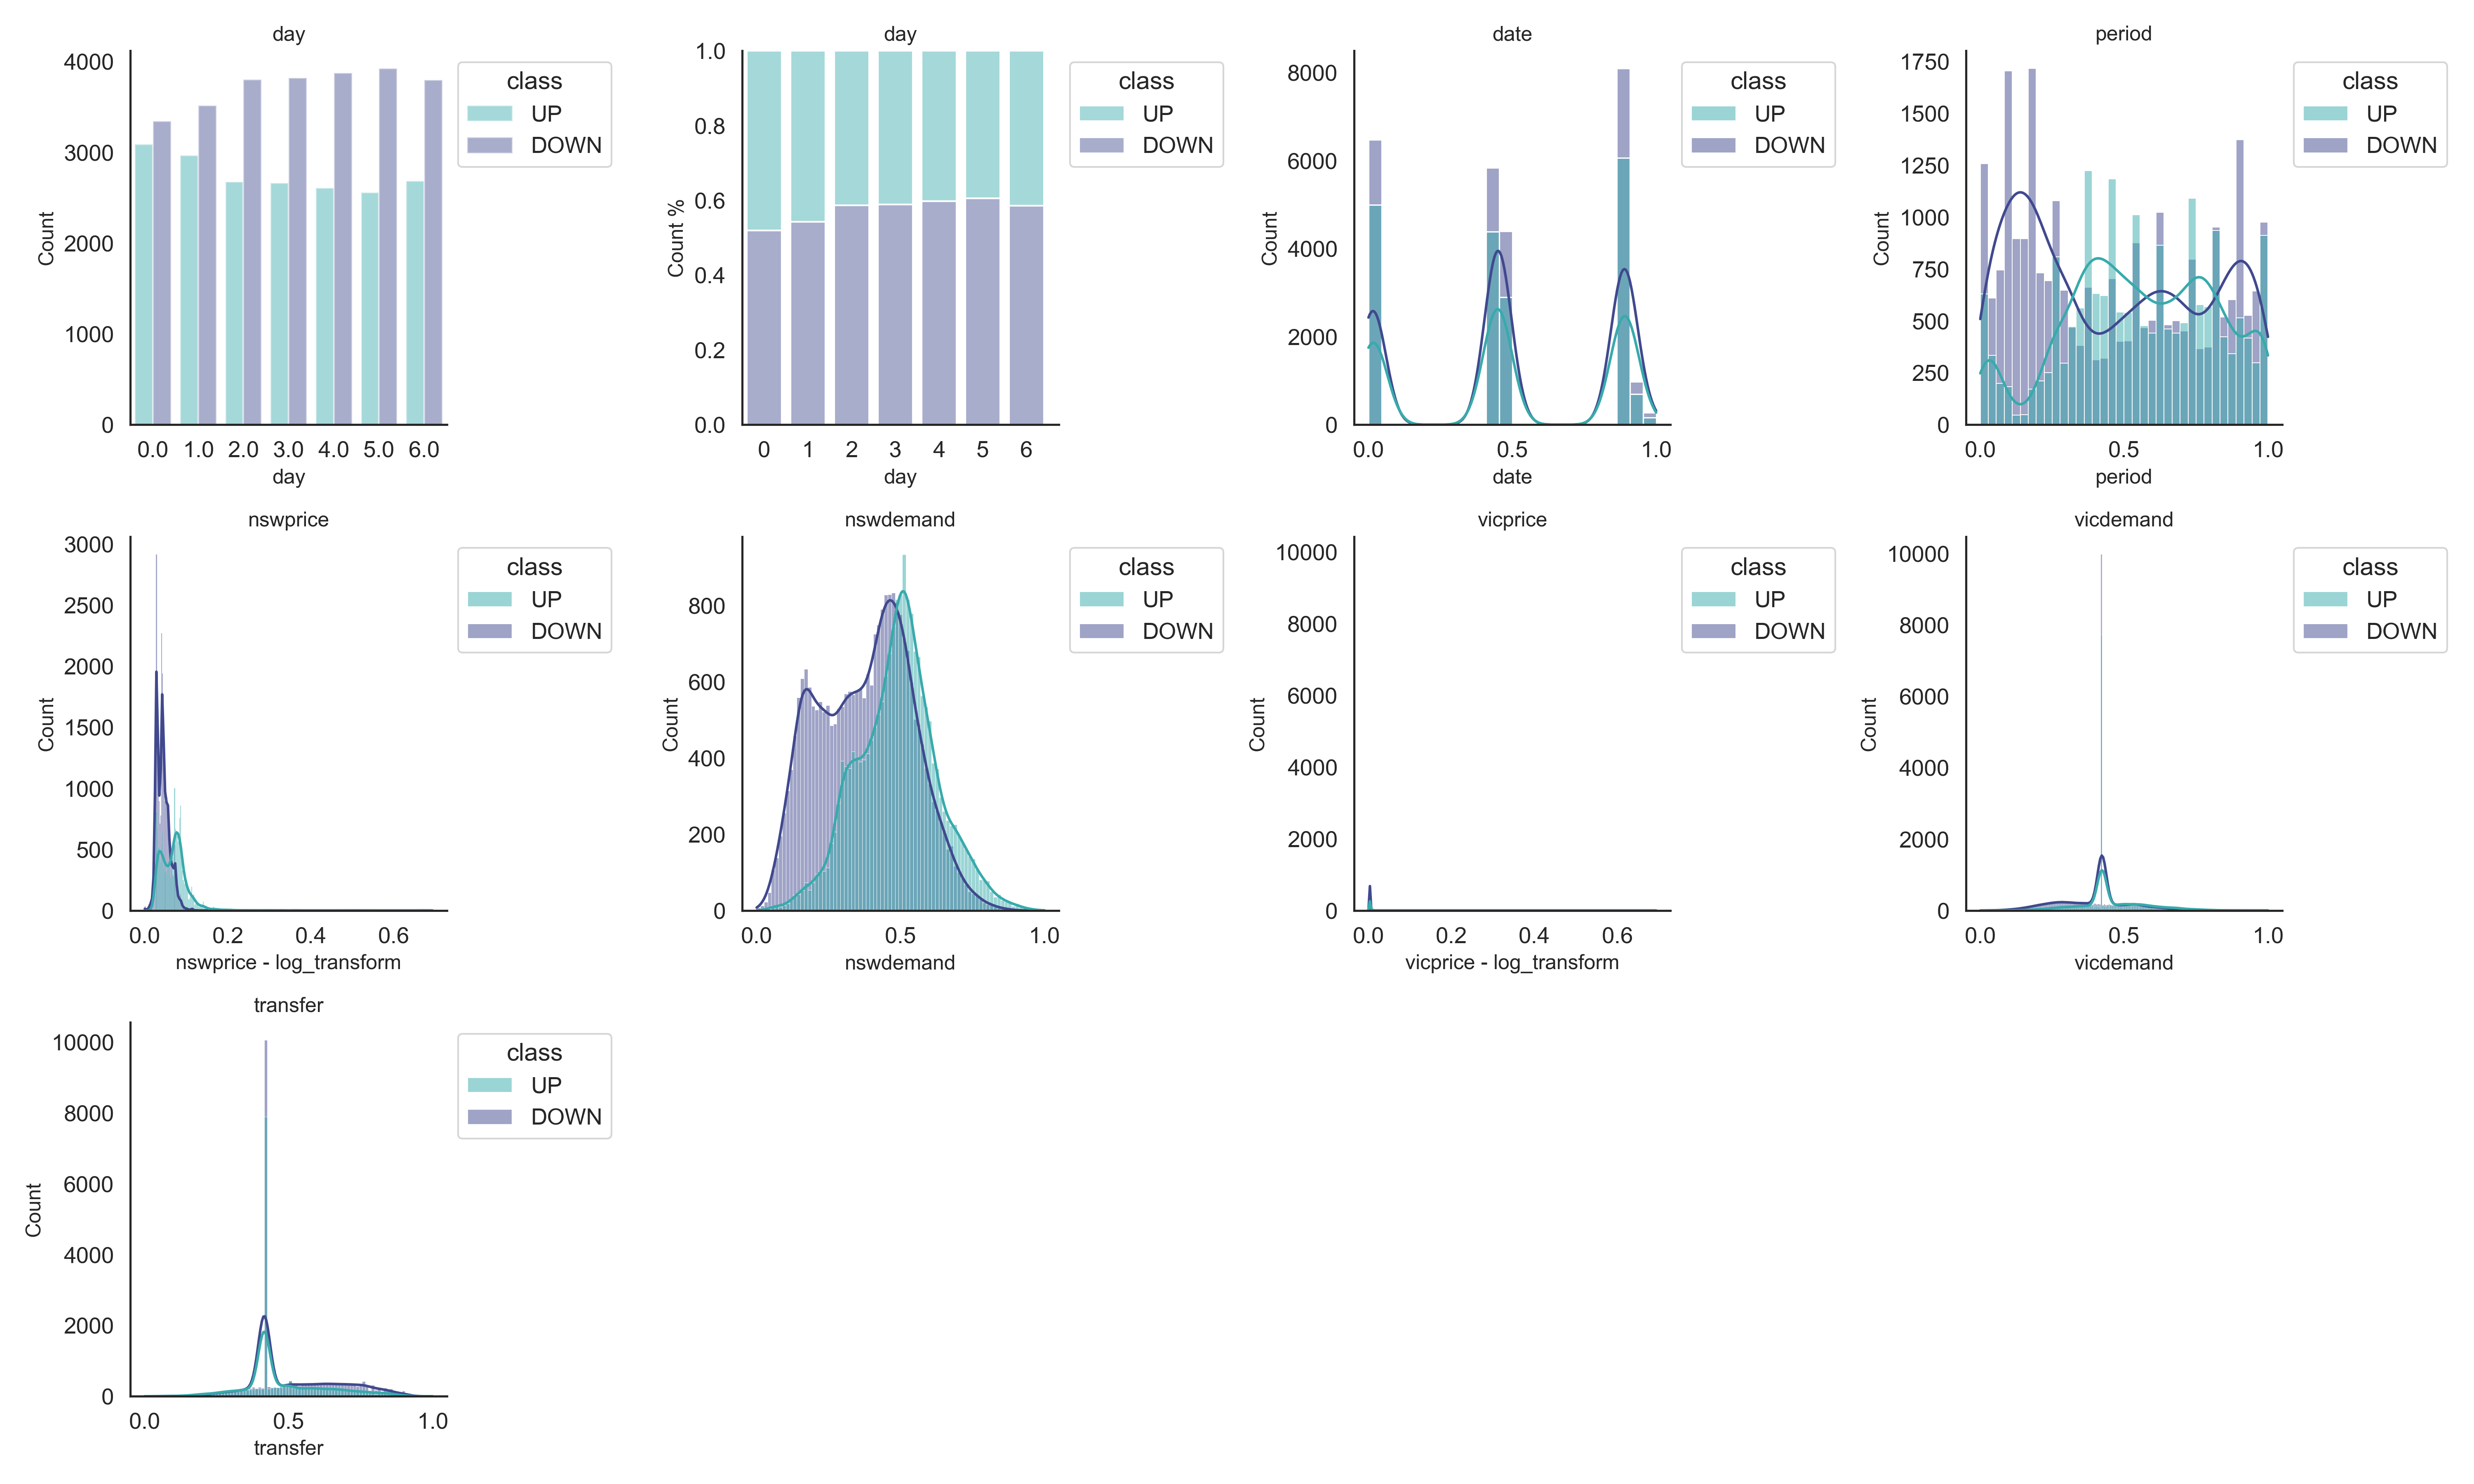 day
4000
3000
2000
1000
0
Count
0.0 1.0 2.0 3.0 4.0 5.0 6.0
day
class
UP
DOWN
day
1.0
0.8
0.6
0.4
0.2
0.0
Count %
0 1 2 3 4 5 6
day
class
UP
DOWN
date
8000
6000
4000
2000
0
Count
0.0 0.5 1.0
date
class
UP
DOWN
period
1750
1500
1250
1000
750
500
250
0
Count
0.0 0.5 1.0
period
class
UP
DOWN
nswprice
3000
2500
2000
1500
1000
500
0
Count
0.0 0.2 0.4 0.6
nswprice - log_transform
class
UP
DOWN
nswdemand
800
600
400
200
0
Count
0.0 0.5 1.0
nswdemand
class
UP
DOWN
vicprice
10000
8000
6000
4000
2000
0
Count
0.0 0.2 0.4 0.6
vicprice - log_transform
class
UP
DOWN
vicdemand
10000
8000
6000
4000
2000
0
Count
0.0 0.5 1.0
vicdemand
class
UP
DOWN
transfer
10000
8000
6000
4000
2000
0
Count
0.0 0.5 1.0
transfer
class
UP
DOWN